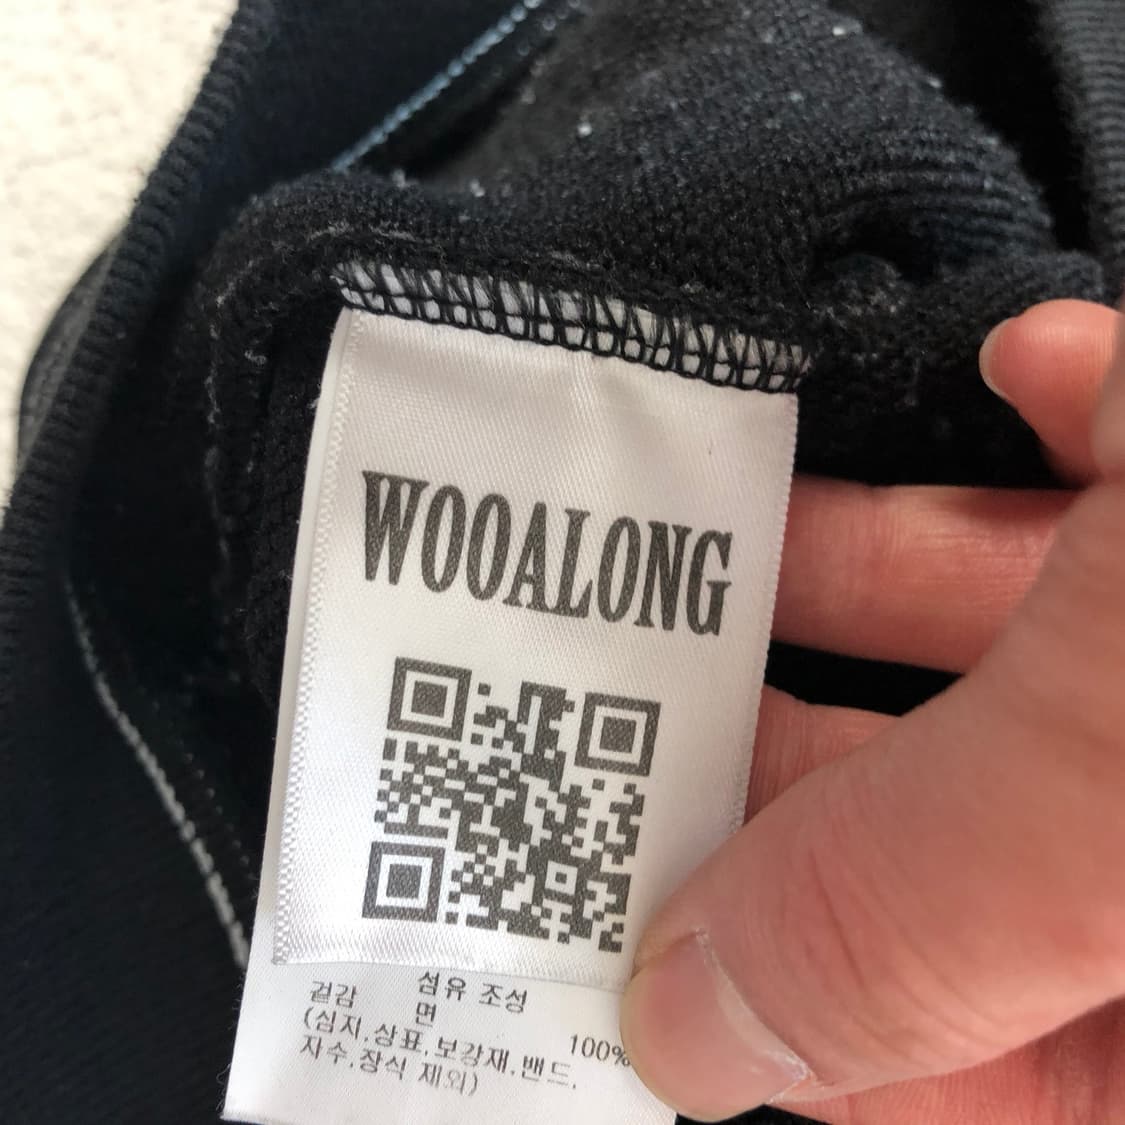 WOOALONG
섬유 조성
겉감 면 100%
(심지.상표.보강재.밴드.
자수.장식 제외)